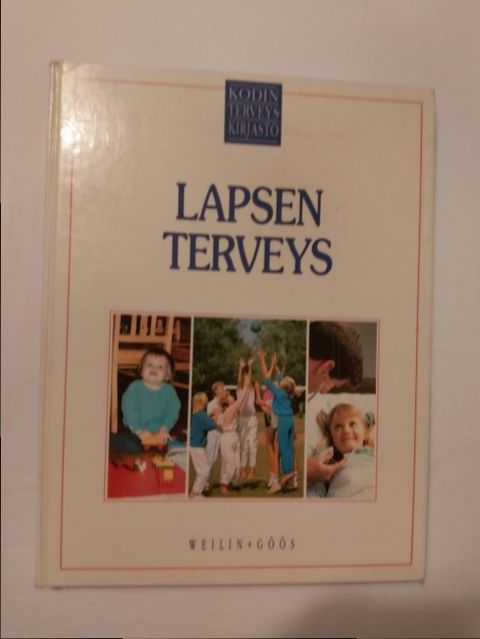 KODIN
TERVEYS
KIRJASTO
LAPSEN
TERVEYS
WEILIN+GÖÖS